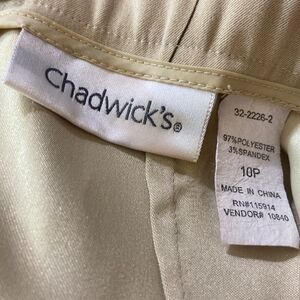 Chadwick's®
32-2226-2
97%POLYESTER
3%SPANDEX
10P
MADE IN CHINA
RN#115914
VENDOR# 10840